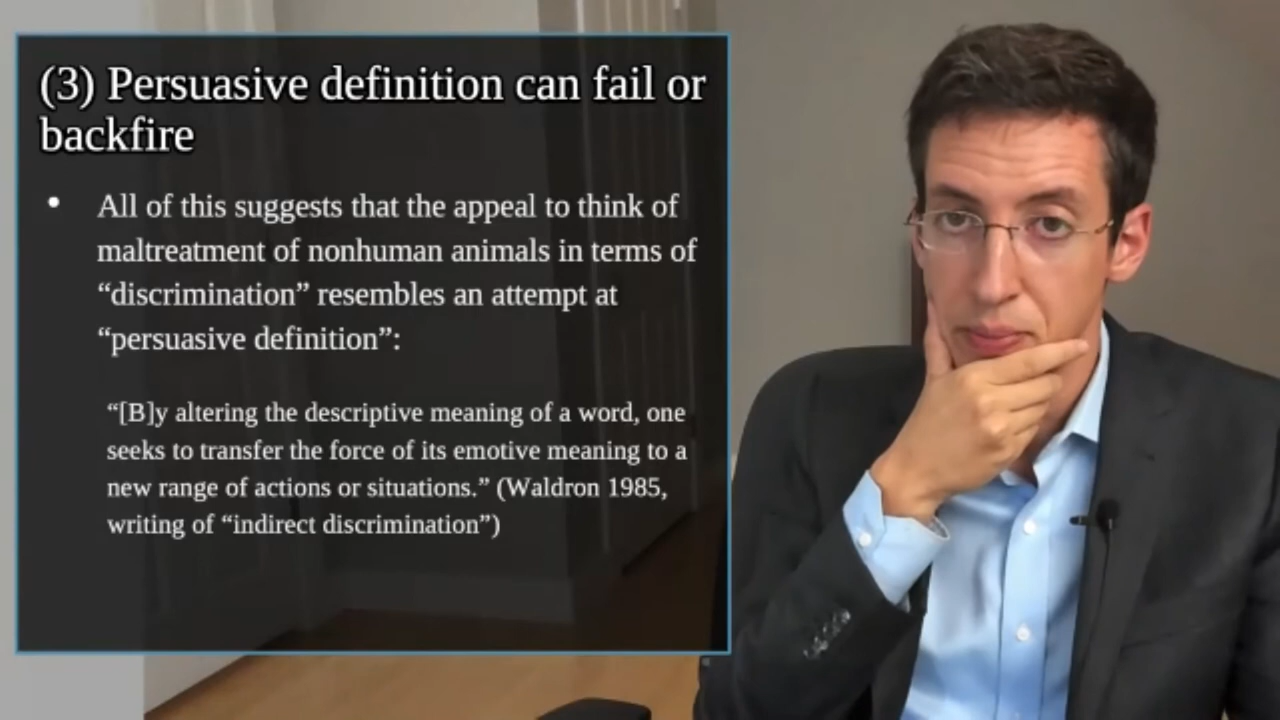 (3) Persuasive definition can fail or
backfire
• All of this suggests that the appeal to think of
maltreatment of nonhuman animals in terms of
“discrimination” resembles an attempt at
“persuasive definition”:
“[B]y altering the descriptive meaning of a word, one
seeks to transfer the force of its emotive meaning to a
new range of actions or situations.” (Waldron 1985,
writing of “indirect discrimination”)